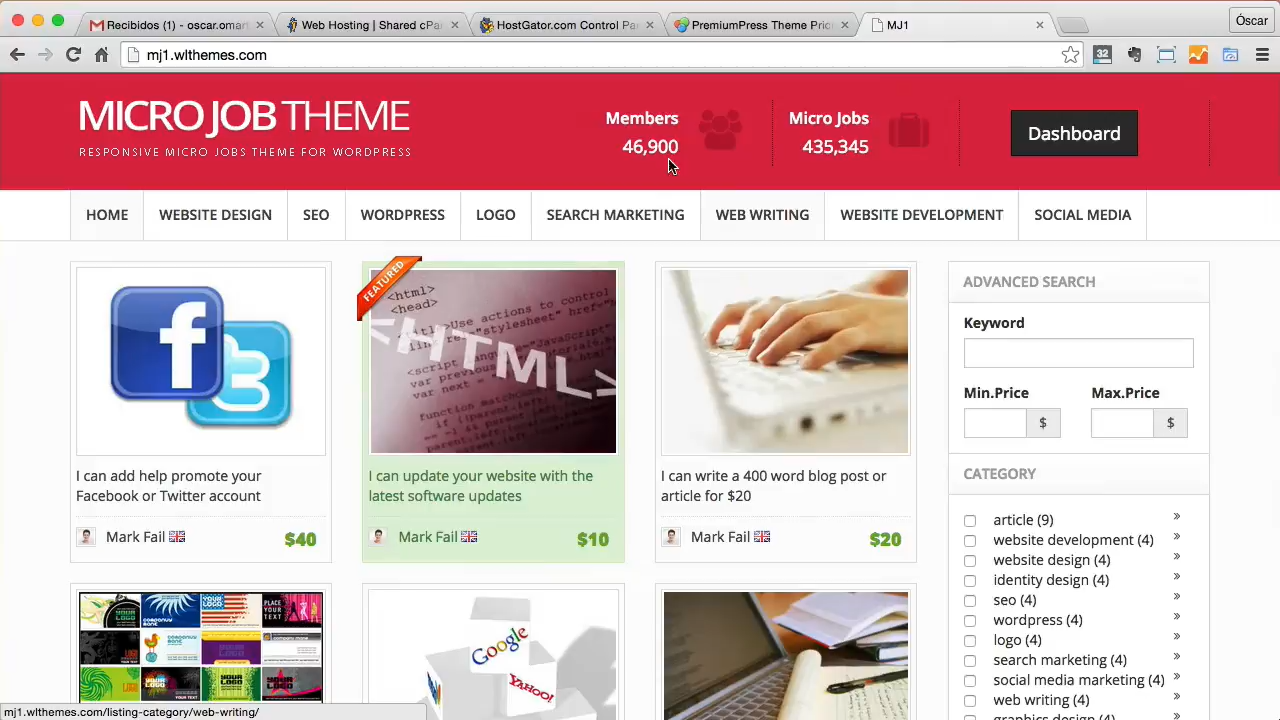 Recibidos (1) - oscar.omar
Web Hosting | Shared cPa
HostGator.com Control Pa
PremiumPress Theme Pric
MJ1
Óscar
mj1.wlthemes.com
32
MICRO JOB THEME
RESPONSIVE MICRO JOBS THEME FOR WORDPRESS
Members
46,900
Micro Jobs
435,345
Dashboard
HOME
WEBSITE DESIGN
SEO
WORDPRESS
LOGO
SEARCH MARKETING
WEB WRITING
WEBSITE DEVELOPMENT
SOCIAL MEDIA
I can add help promote your
Facebook or Twitter account
Mark Fail
$40
FEATURED
<html>
<head>
<HTML>
I can update your website with the
latest software updates
Mark Fail
$10
I can write a 400 word blog post or
article for $20
Mark Fail
$20
Google
YAHOO!
ADVANCED SEARCH
Keyword
Min.Price
Max.Price
$
$
CATEGORY
article (9)
website development (4)
website design (4)
identity design (4)
seo (4)
wordpress (4)
logo (4)
search marketing (4)
social media marketing (4)
web writing (4)
graphics design (4)
mj1.wlthemes.com/listing-category/web-writing/